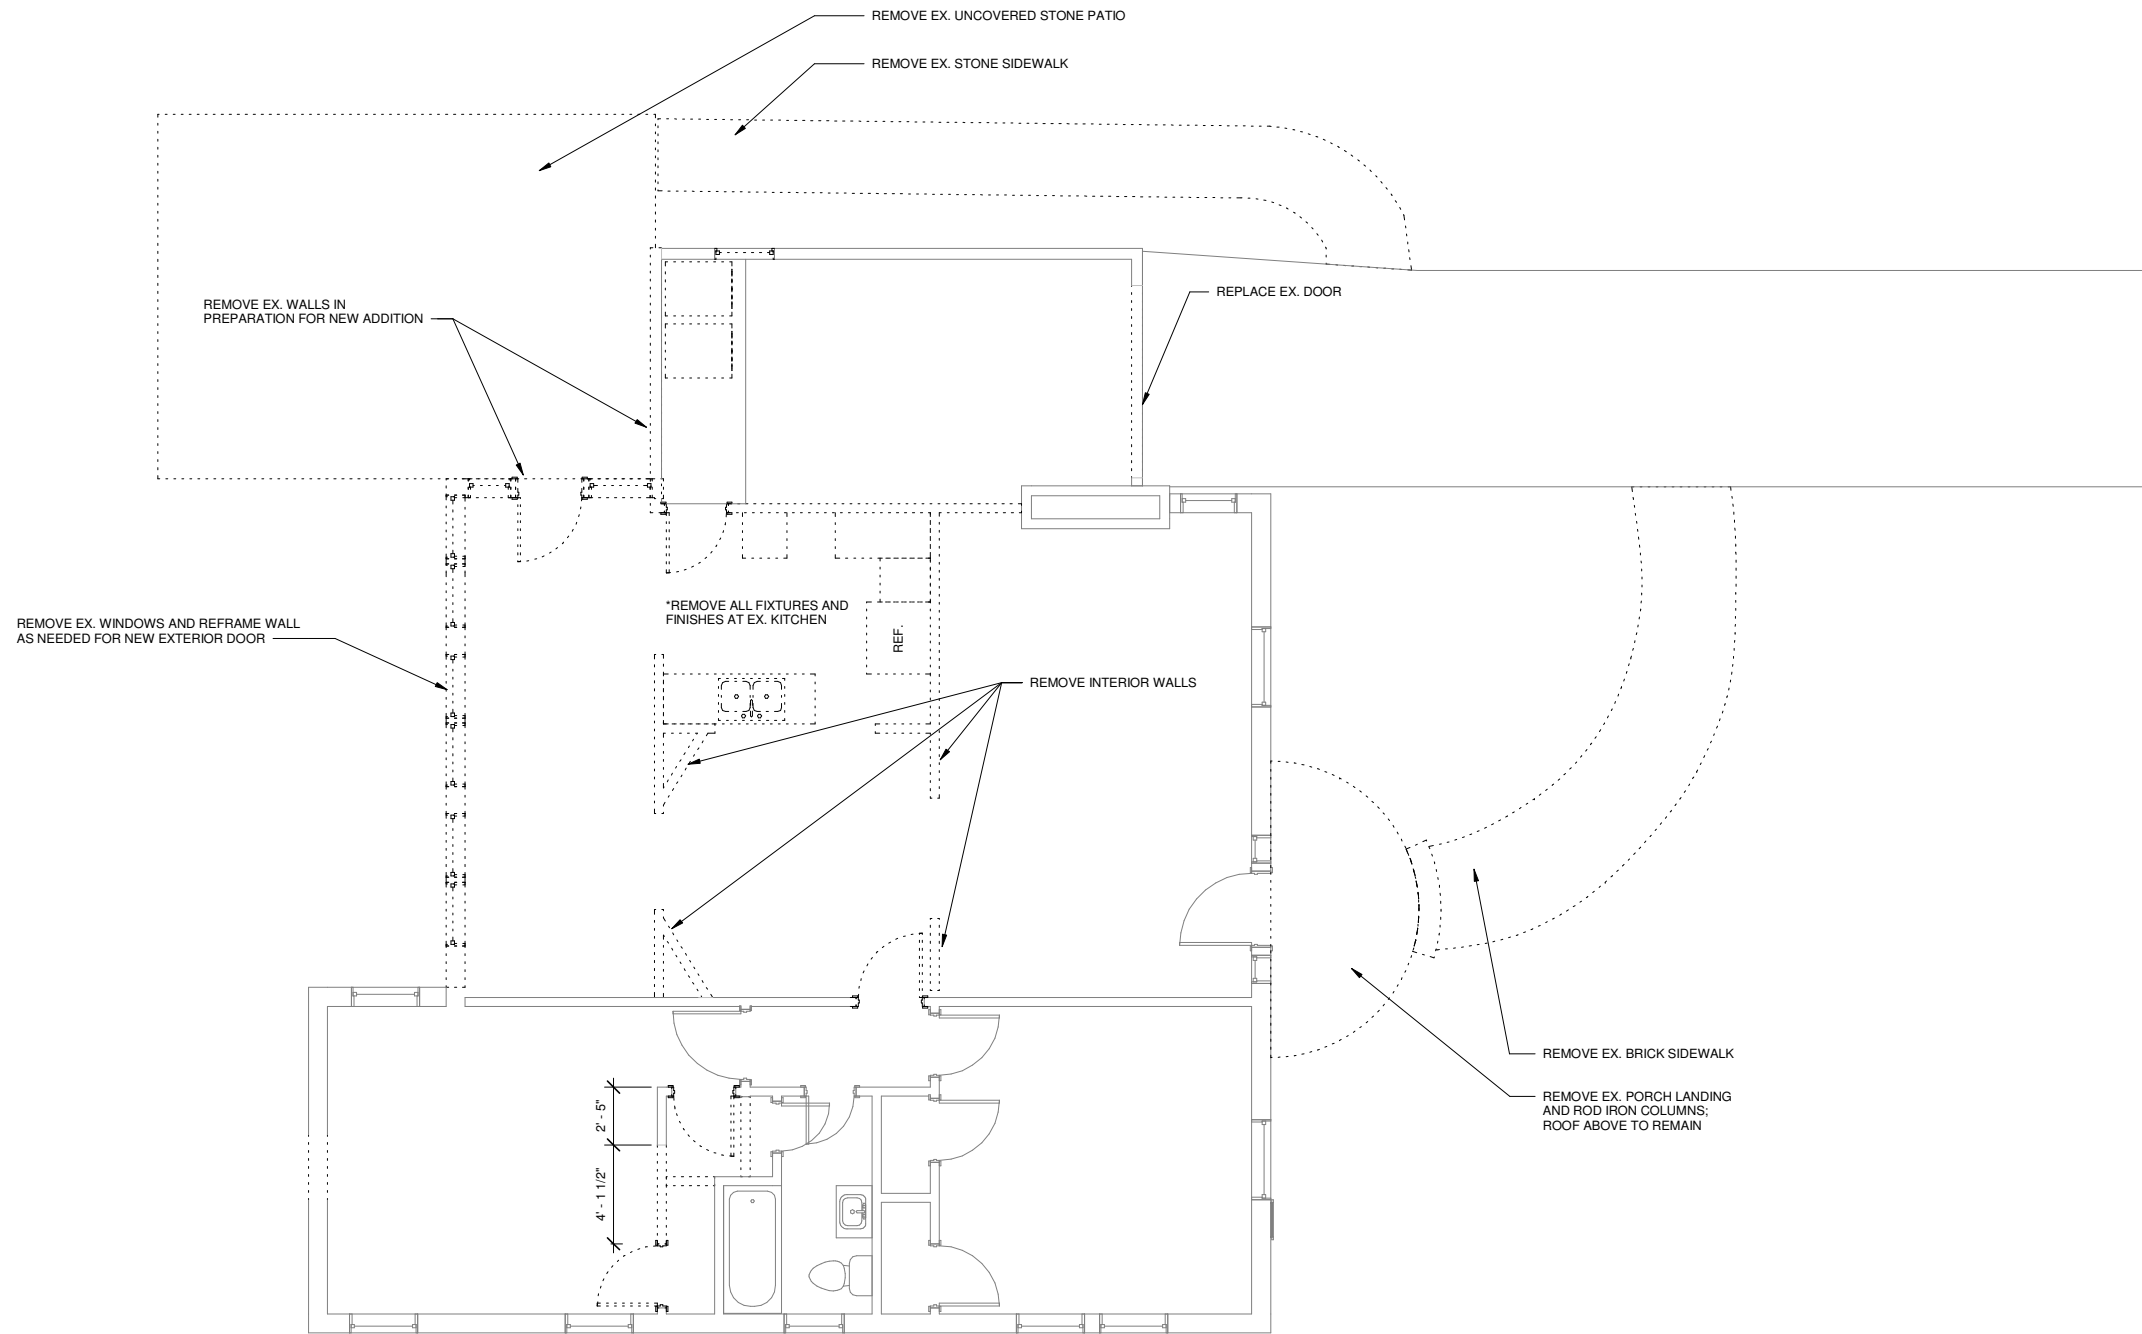 REMOVE EX. UNCOVERED STONE PATIO
REMOVE EX. STONE SIDEWALK
REPLACE EX. DOOR
REMOVE EX. WALLS IN
PREPARATION FOR NEW ADDITION
*REMOVE ALL FIXTURES AND
FINISHES AT EX. KITCHEN
REF.
REMOVE EX. WINDOWS AND REFRAME WALL
AS NEEDED FOR NEW EXTERIOR DOOR
REMOVE INTERIOR WALLS
REMOVE EX. BRICK SIDEWALK
REMOVE EX. PORCH LANDING
AND ROD IRON COLUMNS;
ROOF ABOVE TO REMAIN
2' - 5"
4' - 1 1/2"